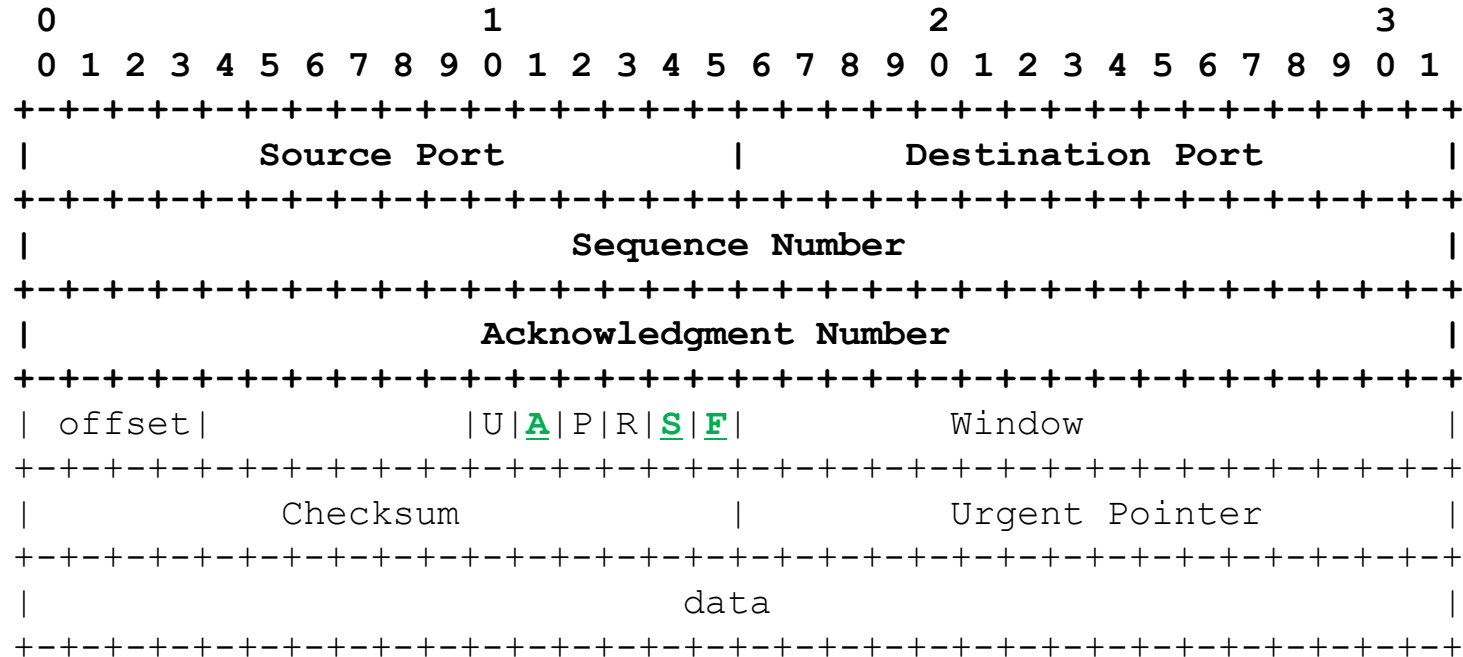 0                   1                   2                   3
 0 1 2 3 4 5 6 7 8 9 0 1 2 3 4 5 6 7 8 9 0 1 2 3 4 5 6 7 8 9 0 1
+-+-+-+-+-+-+-+-+-+-+-+-+-+-+-+-+-+-+-+-+-+-+-+-+-+-+-+-+-+-+-+-+
|          Source Port          |       Destination Port        |
+-+-+-+-+-+-+-+-+-+-+-+-+-+-+-+-+-+-+-+-+-+-+-+-+-+-+-+-+-+-+-+-+
|                        Sequence Number                        |
+-+-+-+-+-+-+-+-+-+-+-+-+-+-+-+-+-+-+-+-+-+-+-+-+-+-+-+-+-+-+-+-+
|                    Acknowledgment Number                      |
+-+-+-+-+-+-+-+-+-+-+-+-+-+-+-+-+-+-+-+-+-+-+-+-+-+-+-+-+-+-+-+-+
| offset|           |U|A|P|R|S|F|         Window                |
+-+-+-+-+-+-+-+-+-+-+-+-+-+-+-+-+-+-+-+-+-+-+-+-+-+-+-+-+-+-+-+-+
|           Checksum            |         Urgent Pointer        |
+-+-+-+-+-+-+-+-+-+-+-+-+-+-+-+-+-+-+-+-+-+-+-+-+-+-+-+-+-+-+-+-+
|                             data                              |
+-+-+-+-+-+-+-+-+-+-+-+-+-+-+-+-+-+-+-+-+-+-+-+-+-+-+-+-+-+-+-+-+